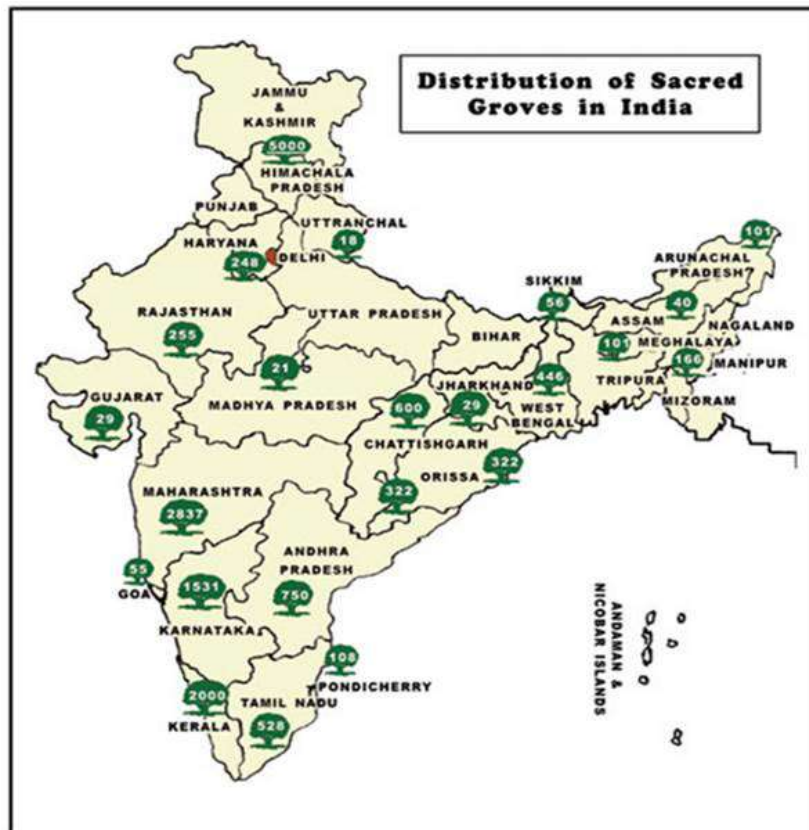 Distribution of Sacred
Groves in India
JAMMU
&
KASHMIR
5000
HIMACHALA
PRADESH
PUNJAB
UTTRANCHAL
18
HARYANA
248
DELHI
101
ARUNACHAL
PRADESH
SIKKIM
56
40
ASSAM
NAGALAND
RAJASTHAN
255
UTTAR PRADESH
BIHAR
101
MEGHALAYA
166
MANIPUR
TRIPURA
MIZORAM
21
MADHYA PRADESH
GUJARAT
29
JHARKHAND
29
446
WEST
BENGAL
600
CHATTISHGARH
ORISSA
322
322
MAHARASHTRA
2837
ANDHRA
PRADESH
750
55
GOA
1531
KARNATAKA
108
PONDICHERRY
2000
KERALA
TAMIL NADU
528
ANDAMAN &
NICOBAR ISLANDS